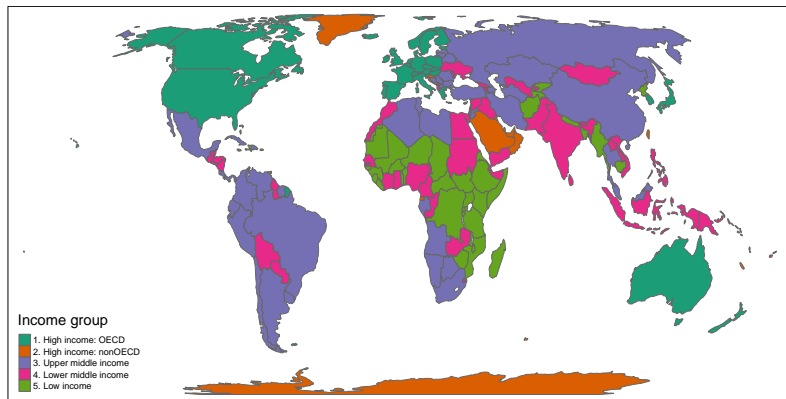 Income group
1. High income: OECD
2. High income: nonOECD
3. Upper middle income
4. Lower middle income
5. Low income